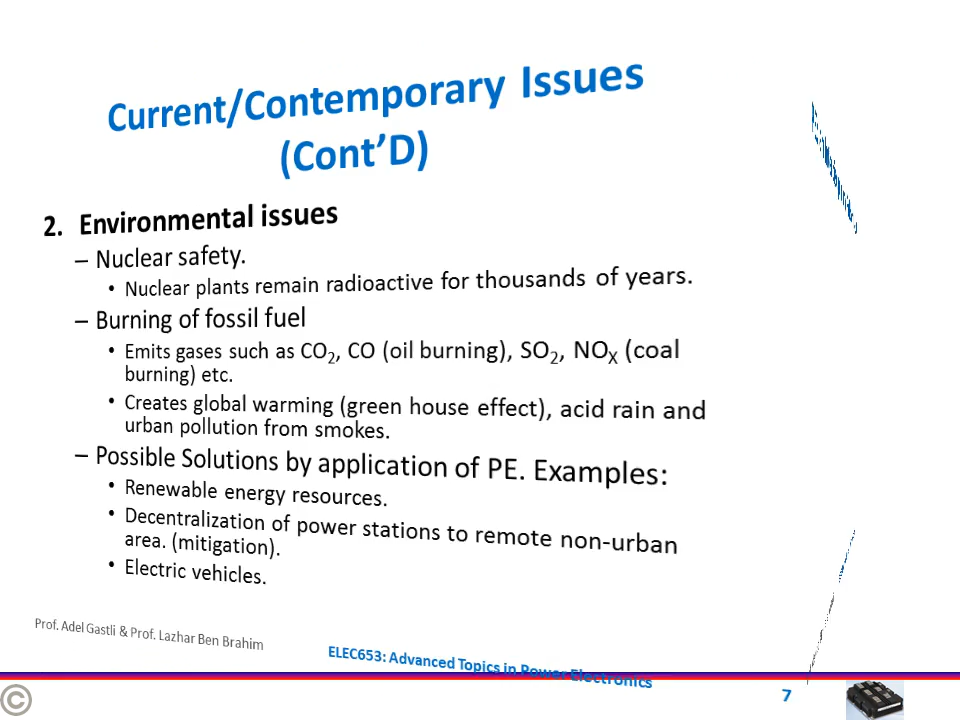 Current/Contemporary Issues
(Cont’D)
2. Environmental issues
– Nuclear safety.
• Nuclear plants remain radioactive for thousands of years.
– Burning of fossil fuel
• Emits gases such as CO₂, CO (oil burning), SO₂, NOₓ (coal
burning) etc.
• Creates global warming (green house effect), acid rain and
urban pollution from smokes.
– Possible Solutions by application of PE. Examples:
• Renewable energy resources.
• Decentralization of power stations to remote non-urban
area. (mitigation).
• Electric vehicles.
Prof. Adel Gastli & Prof. Lazhar Ben Brahim
ELEC653: Advanced Topics in Power Electronics
7
©